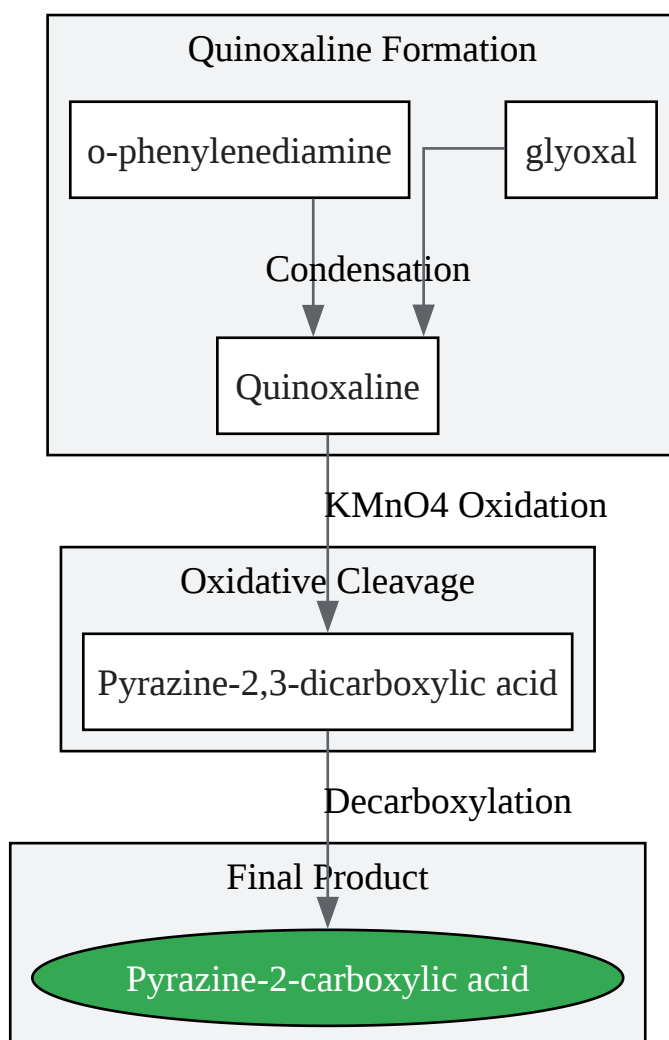 Quinoxaline Formation
o-phenylenediamine
glyoxal
Condensation
Quinoxaline
KMnO4 Oxidation
Oxidative Cleavage
Pyrazine-2,3-dicarboxylic acid
Decarboxylation
Final Product
Pyrazine-2-carboxylic acid